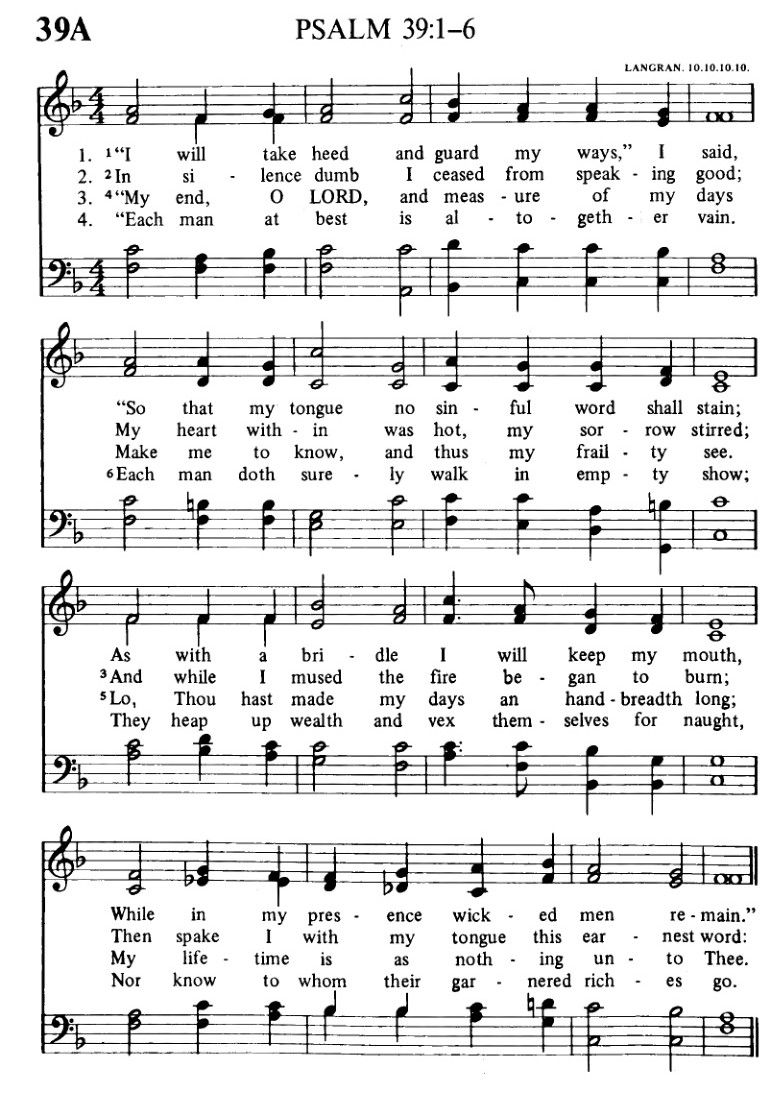 39A
PSALM 39:1–6
LANGRAN. 10.10.10.10.
1. 1“I will take heed and guard my ways,” I said,
2. 2In si - lence dumb I ceased from speak - ing good;
3. 4“My end, O LORD, and meas - ure of my days
4. “Each man at best is al - to - geth - er vain.
“So that my tongue no sin - ful word shall stain;
My heart with - in was hot, my sor - row stirred;
Make me to know, and thus my frail - ty see.
6Each man doth sure - ly walk in emp - ty show;
As with a bri - dle I will keep my mouth,
3And while I mused the fire be - gan to burn;
5Lo, Thou hast made my days an hand - breadth long;
They heap up wealth and vex them - selves for naught,
While in my pres - ence wick - ed men re - main.”
Then spake I with my tongue this ear - nest word:
My life - time is as noth - ing un - to Thee.
Nor know to whom their gar - nered rich - es go.